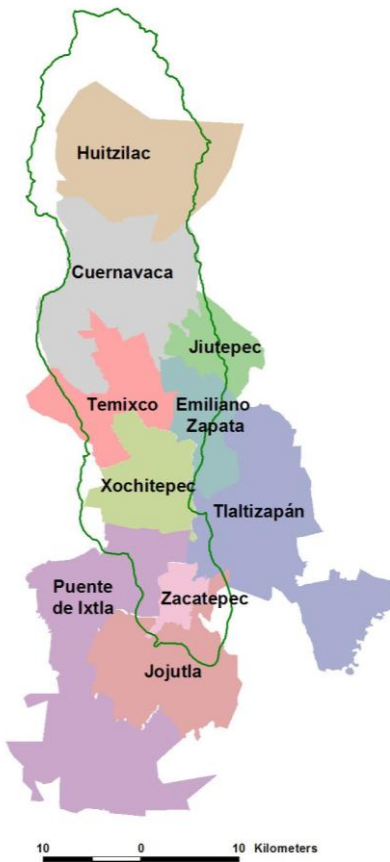 Huitzilac
Cuernavaca
Jiutepec
Temixco
Emiliano
Zapata
Xochitepec
Tlaltizapán
Puente
de Ixtla
Zacatepec
Jojutla
10 0 10 Kilometers